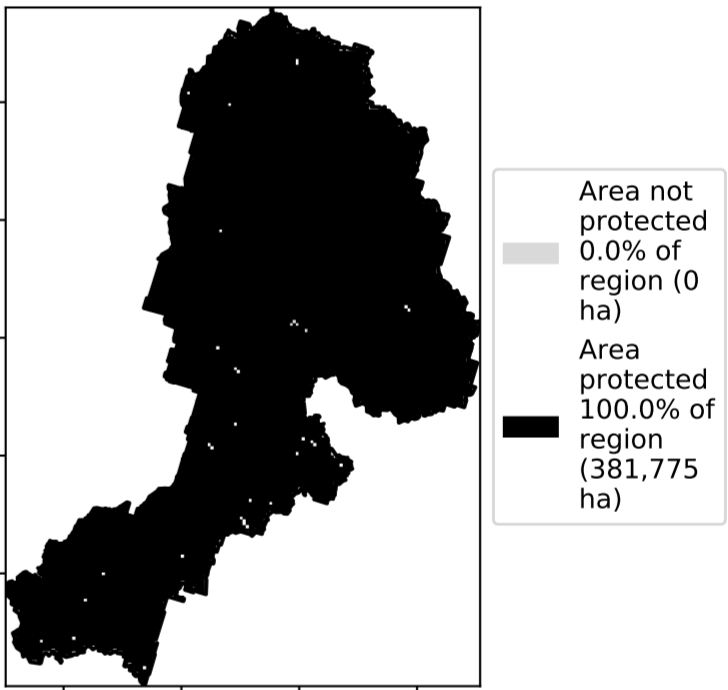 Area not
protected
0.0% of
region (0
ha)
Area
protected
100.0% of
region
(381,775
ha)